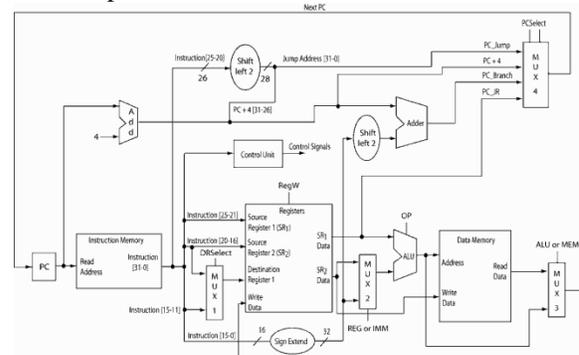 Next PC
PCSelect
Instruction[25-20]
Shift
left 2
Jump Address [31-0]
PC_Jump
26
28
PC + 4
M
U
X
4
PC_Branch
PC + 4 [31-26]
PC_JR
A
d
d
4
Adder
Shift
left 2
Control Unit
Control Signals
RegW
Registers
Instruction [25-21]
Source
Register 1 (SR1)
SR1
Data
OP
Instruction [20-16]
Source
Register 2 (SR2)
ALU
Data Memory
ALU or MEM
Instruction Memory
Instruction
[31-0]
Read
Address
PC
DRSelect
M
U
X
1
Destination
Register 1
SR2
Data
M
U
X
2
Address
Read
Data
M
U
X
3
Write
Data
Write
Data
Instruction [15-11]
REG or IMM
Instruction [15-0]
16
Sign Extend
32